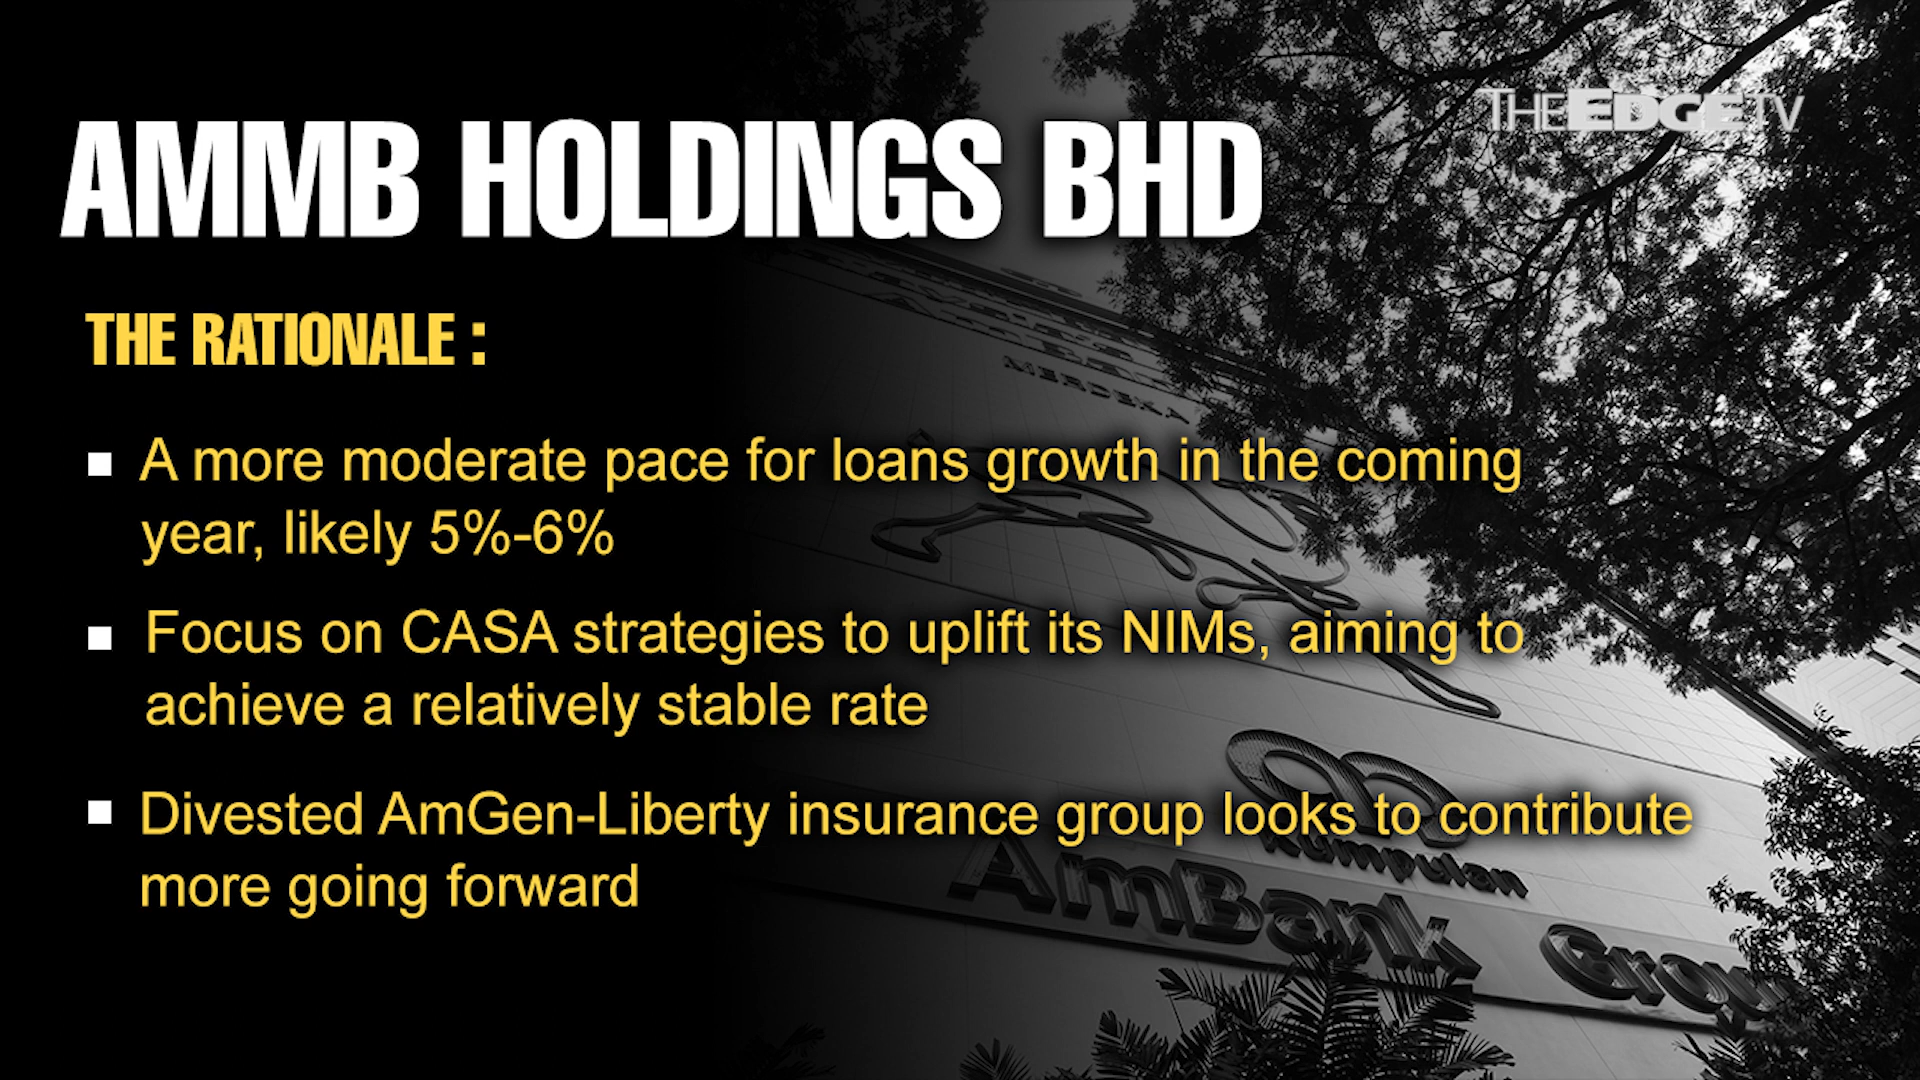 THE EDGE TV
AMMB HOLDINGS BHD
THE RATIONALE :
A more moderate pace for loans growth in the coming
year, likely 5%-6%
Focus on CASA strategies to uplift its NIMs, aiming to
achieve a relatively stable rate
Divested AmGen-Liberty insurance group looks to contribute
more going forward
MERDEKA
Kumpulan
AmBank Group